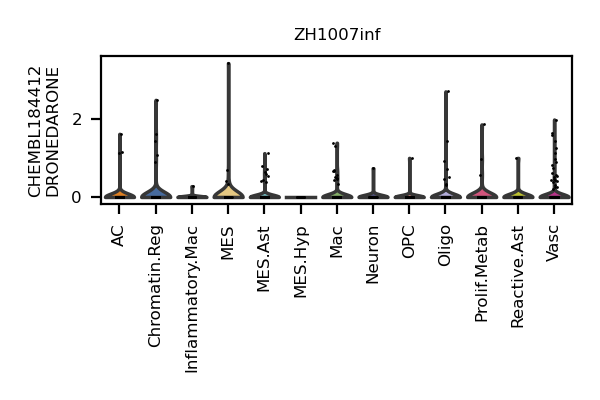 ZH1007inf
CHEMBL184412
DRONEDARONE
2
0
AC
Chromatin.Reg
Inflammatory.Mac
MES
MES.Ast
MES.Hyp
Mac
Neuron
OPC
Oligo
Prolif.Metab
Reactive.Ast
Vasc